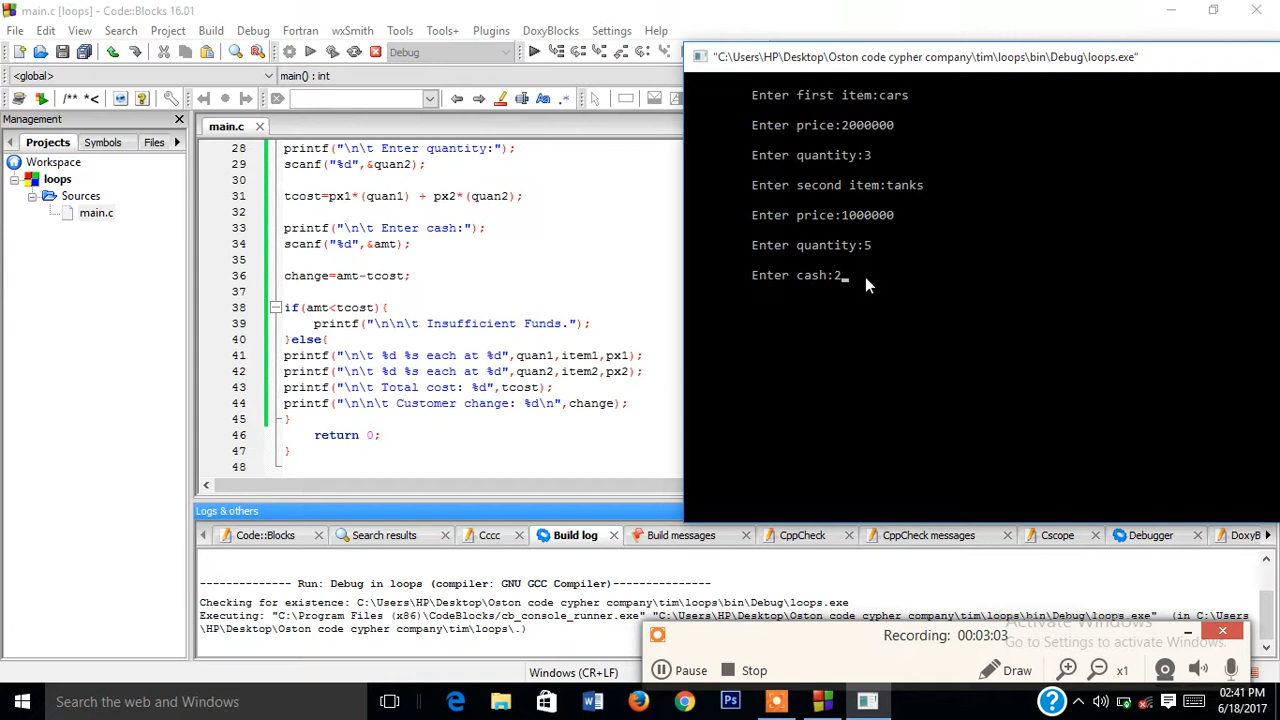 main.c [loops] - Code::Blocks 16.01
File Edit View Search Project Build Debug Fortran wxSmith Tools Tools+ Plugins DoxyBlocks Settings Help
Debug
<global> main() : int
/** *<
Management
Projects Symbols Files
Workspace
loops
Sources
main.c
main.c
28 printf("\n\t Enter quantity:");
29 scanf("%d",&quan2);
30
31 tcost=px1*(quan1) + px2*(quan2);
32
33 printf("\n\t Enter cash:");
34 scanf("%d",&amt);
35
36 change=amt-tcost;
37
38 if(amt<tcost){
39 printf("\n\n\t Insufficient Funds.");
40 }else{
41 printf("\n\t %d %s each at %d",quan1,item1,px1);
42 printf("\n\t %d %s each at %d",quan2,item2,px2);
43 printf("\n\t Total cost: %d",tcost);
44 printf("\n\n\t Customer change: %d\n",change);
45 }
46 return 0;
47 }
48
"C:\Users\HP\Desktop\Oston code cypher company\tim\loops\bin\Debug\loops.exe"
Enter first item:cars
Enter price:2000000
Enter quantity:3
Enter second item:tanks
Enter price:1000000
Enter quantity:5
Enter cash:2_
Logs & others
Code::Blocks Search results Cccc Build log Build messages CppCheck CppCheck messages Cscope Debugger DoxyB
-------------- Run: Debug in loops (compiler: GNU GCC Compiler)---------------
Checking for existence: C:\Users\HP\Desktop\Oston code cypher company\tim\loops\bin\Debug\loops.exe
Executing: "C:\Program Files (x86)\CodeBlocks/cb_console_runner.exe" "C:\Users\HP\Desktop\Oston code cypher company\tim\loops\bin\Debug\loops.exe" (in C:\Users
\HP\Desktop\Oston code cypher company\tim\loops\.)
Activate Windows
Go to Settings to activate Windows.
Recording: 00:03:03
Pause Stop Draw x1
Windows (CR+LF)
Search the web and Windows
Ps
02:41 PM
6/18/2017